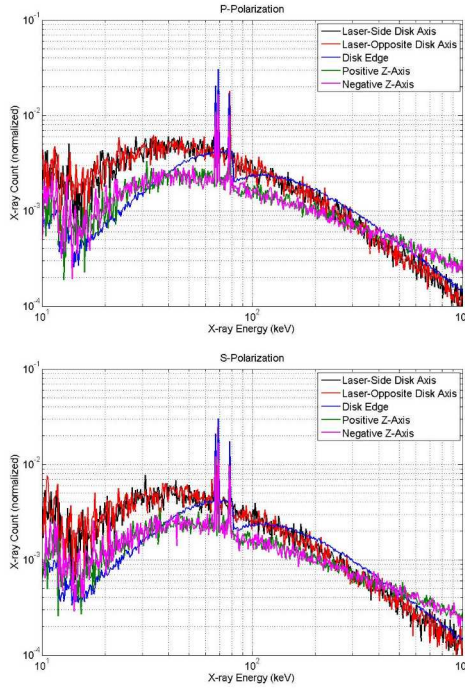 P-Polarization
10⁻¹
Laser-Side Disk Axis
Laser-Opposite Disk Axis
Disk Edge
Positive Z-Axis
Negative Z-Axis
10⁻²
X-ray Count (normalized)
10⁻³
10⁻⁴
10¹
10²
10³
X-ray Energy (keV)
S-Polarization
10⁻¹
Laser-Side Disk Axis
Laser-Opposite Disk Axis
Disk Edge
Positive Z-Axis
Negative Z-Axis
10⁻²
X-ray Count (normalized)
10⁻³
10⁻⁴
10¹
10²
X-ray Energy (keV)